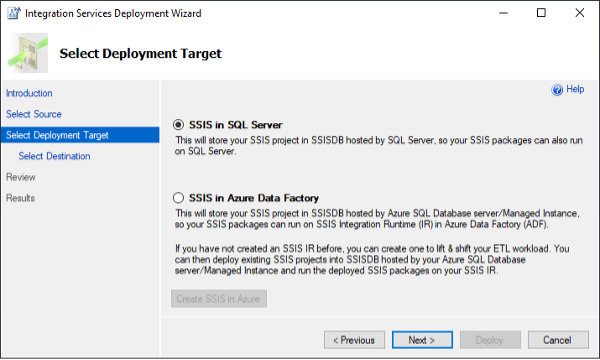 Integration Services Deployment Wizard
Select Deployment Target
Help
Introduction
Select Source
Select Deployment Target
Select Destination
Review
Results
SSIS in SQL Server
This will store your SSIS project in SSISDB hosted by SQL Server, so your SSIS packages can also run
on SQL Server.
SSIS in Azure Data Factory
This will store your SSIS project in SSISDB hosted by Azure SQL Database server/Managed Instance,
so your SSIS packages can run on SSIS Integration Runtime (IR) in Azure Data Factory (ADF).
If you have not created an SSIS IR before, you can create one to lift & shift your ETL workload. You
can then deploy existing SSIS projects into SSISDB hosted by your Azure SQL Database
server/Managed Instance and run the deployed SSIS packages on your SSIS IR.
Create SSIS in Azure
< Previous
Next >
Deploy
Cancel